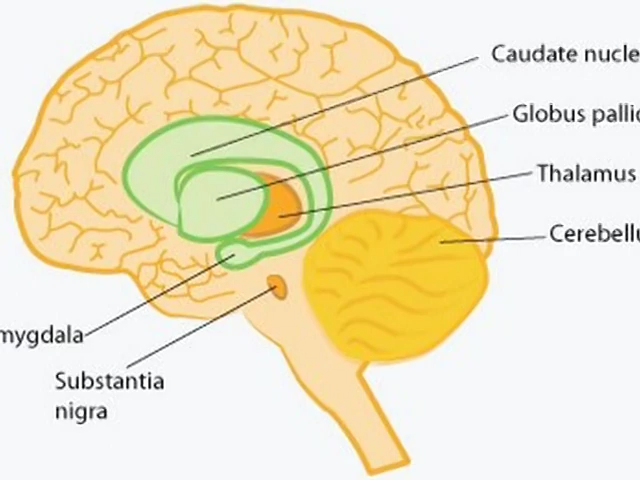 Caudate nucle
Globus pallid
Thalamus
Cerebellu
mygdala
Substantia
nigra